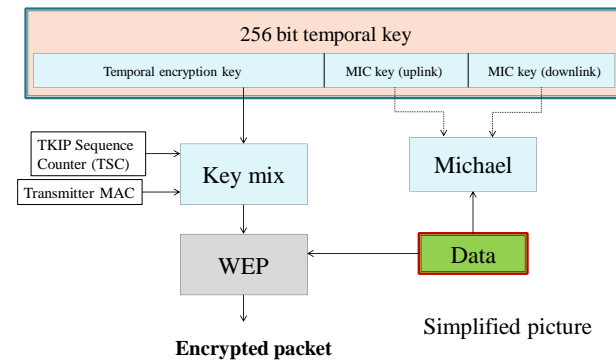 256 bit temporal key
Temporal encryption key
MIC key (uplink)
MIC key (downlink)
TKIP Sequence
Counter (TSC)
Transmitter MAC
Key mix
Michael
WEP
Data
Encrypted packet
Simplified picture